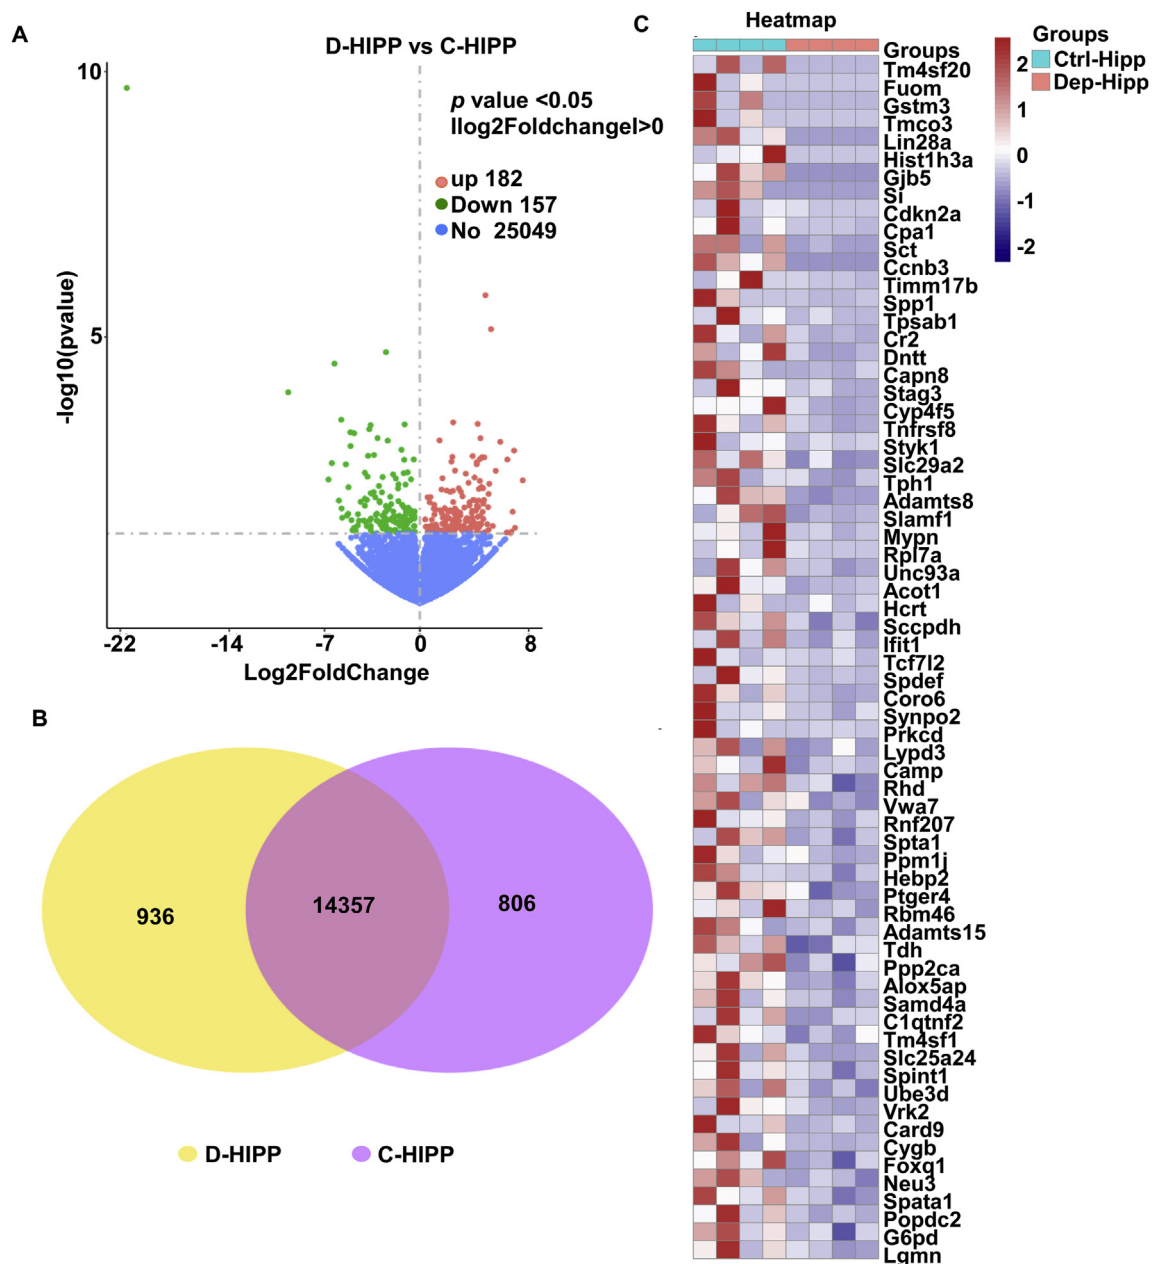 A
D-HIPP vs C-HIPP
10
5
-log10(pvalue)
p value <0.05
llog2Foldchangel>0
up 182
Down 157
No 25049
-22
-14
-7
0
8
Log2FoldChange
B
936
14357
806
D-HIPP
C-HIPP
C
Heatmap
Groups
Tm4sf20
Fuom
Gstm3
Tmco3
Lin28a
Hist1h3a
Gjb5
Si
Cdkn2a
Cpa1
Sct
Ccnb3
Timm17b
Spp1
Tpsab1
Cr2
Dntt
Capn8
Stag3
Cyp4f5
Tnfrsf8
Styk1
Slc29a2
Tph1
Adamts8
Slamf1
Mypn
Rpl7a
Unc93a
Acot1
Hcrt
Sccpdh
Ifit1
Tcf7l2
Spdef
Coro6
Synpo2
Prkcd
Lypd3
Camp
Rhd
Vwa7
Rnf207
Spta1
Ppm1j
Hebp2
Ptger4
Rbm46
Adamts15
Tdh
Ppp2ca
Alox5ap
Samd4a
C1qtnf2
Tm4sf1
Slc25a24
Spint1
Ube3d
Vrk2
Card9
Cygb
Foxq1
Neu3
Spata1
Popdc2
G6pd
Lgmn
2
1
0
-1
-2
Groups
Ctrl-Hipp
Dep-Hipp